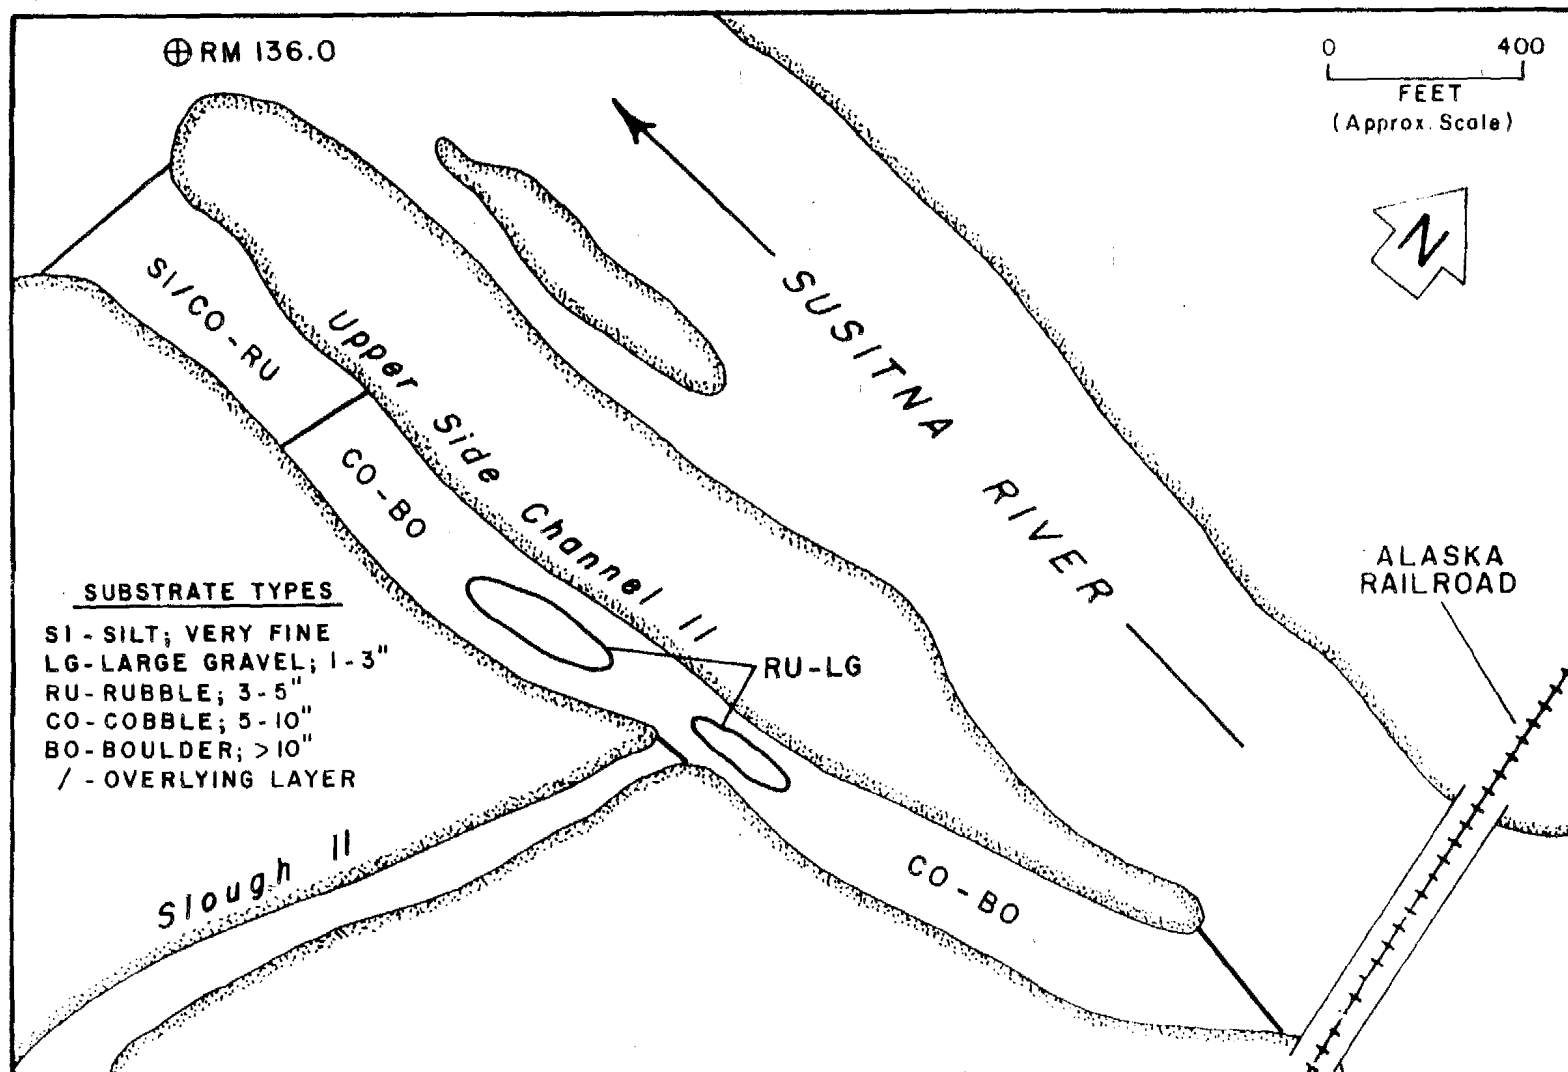 RM 136.0
0 400
FEET
(Approx. Scale)
N
SI/CO-RU
Upper Side Channel 11
SUSITNA RIVER
CO-BO
ALASKA
RAILROAD
SUBSTRATE TYPES
SI-SILT; VERY FINE
LG-LARGE GRAVEL; 1-3"
RU-RUBBLE; 3-5"
CO-COBBLE; 5-10"
BO-BOULDER; >10"
/ - OVERLYING LAYER
RU-LG
Slough 11
CO-BO